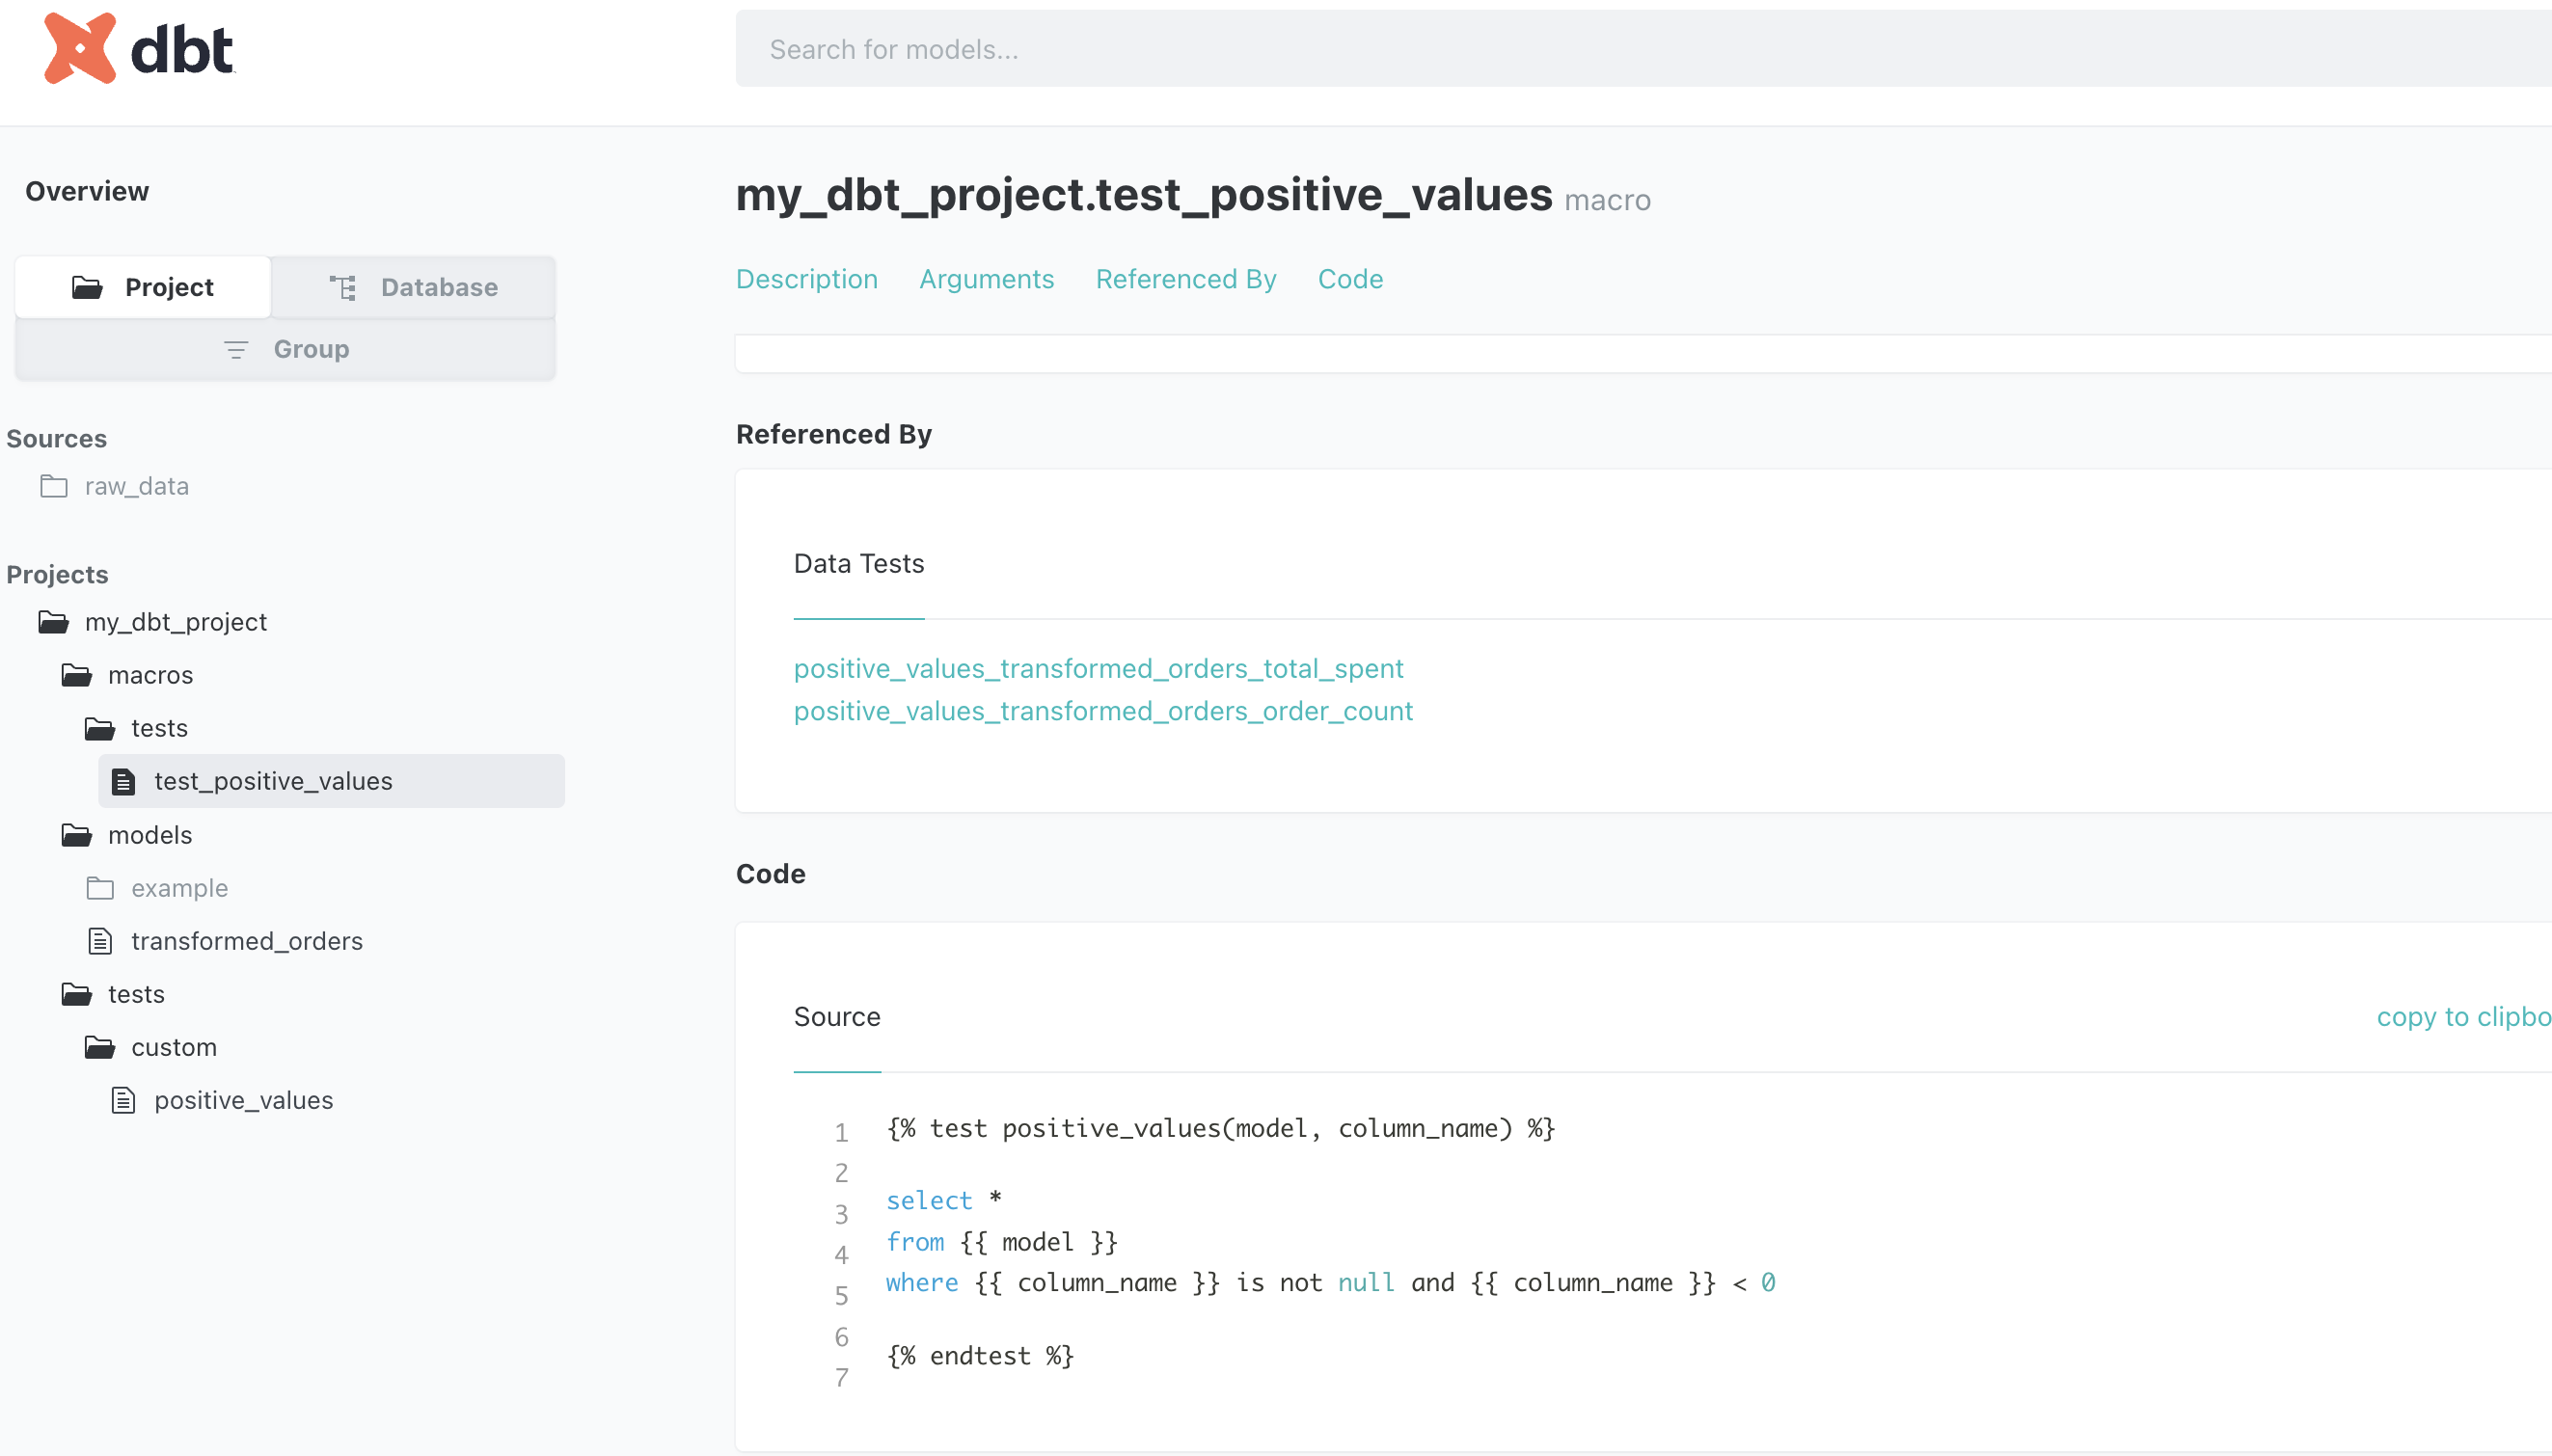 dbt
Search for models...
Overview
Project
Database
Group
Sources
raw_data
Projects
my_dbt_project
macros
tests
test_positive_values
models
example
transformed_orders
tests
custom
positive_values
my_dbt_project.test_positive_values macro
Description Arguments Referenced By Code
Referenced By
Data Tests
positive_values_transformed_orders_total_spent
positive_values_transformed_orders_order_count
Code
Source
copy to clipbo
1 {% test positive_values(model, column_name) %}
2
3 select *
4 from {{ model }}
5 where {{ column_name }} is not null and {{ column_name }} < 0
6
7 {% endtest %}